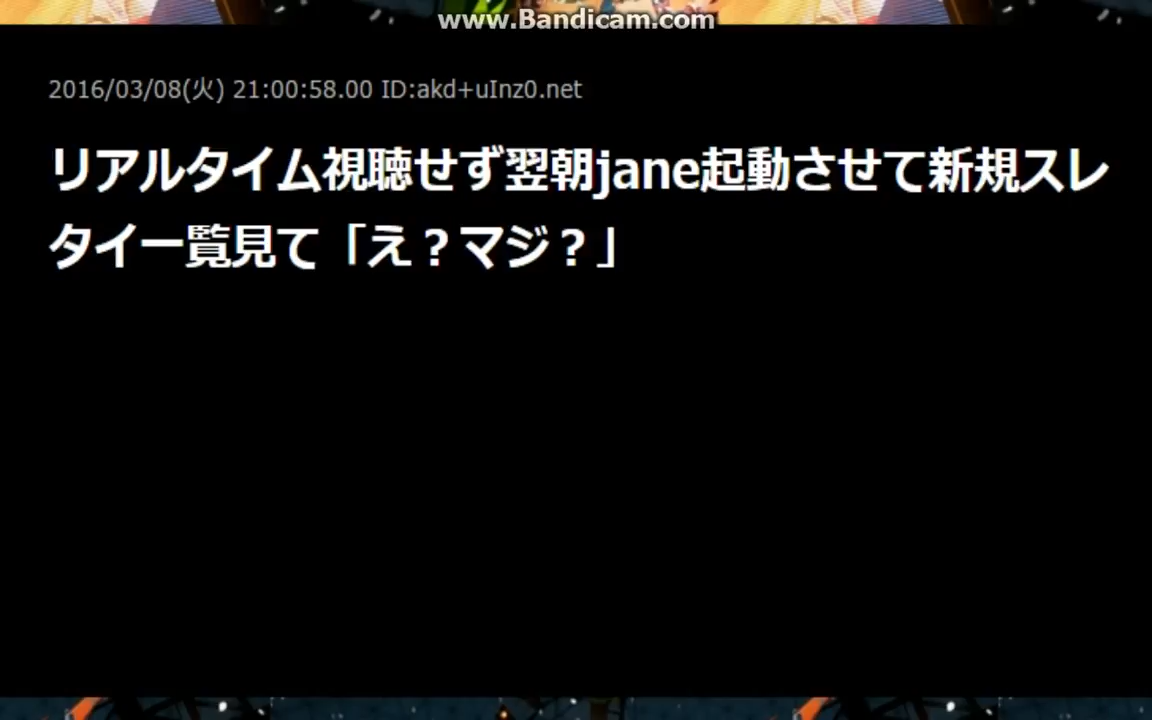 www.Bandicam.com
2016/03/08(火) 21:00:58.00 ID:akd+uInz0.net
リアルタイム視聴せず翌朝jane起動させて新規スレ
タイ一覧見て「え？マジ？」